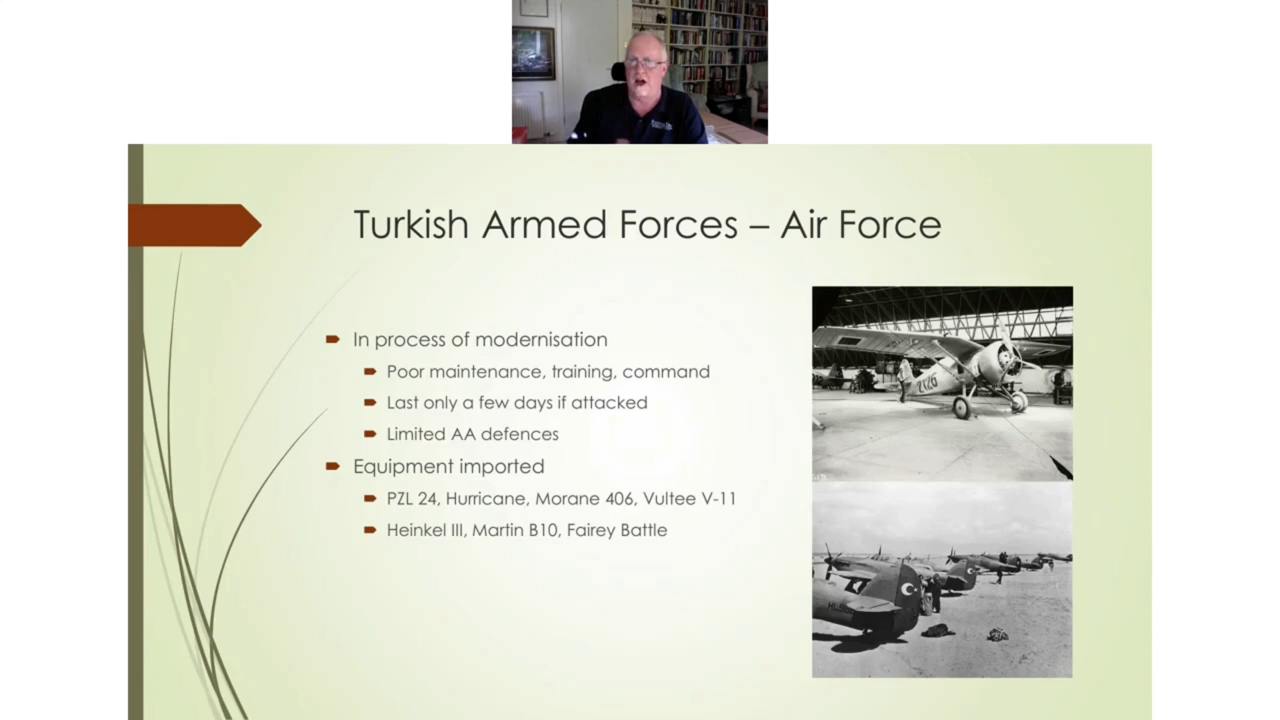 Turkish Armed Forces – Air Force
In process of modernisation
Poor maintenance, training, command
Last only a few days if attacked
Limited AA defences
Equipment imported
PZL 24, Hurricane, Morane 406, Vultee V-11
Heinkel III, Martin B10, Fairey Battle